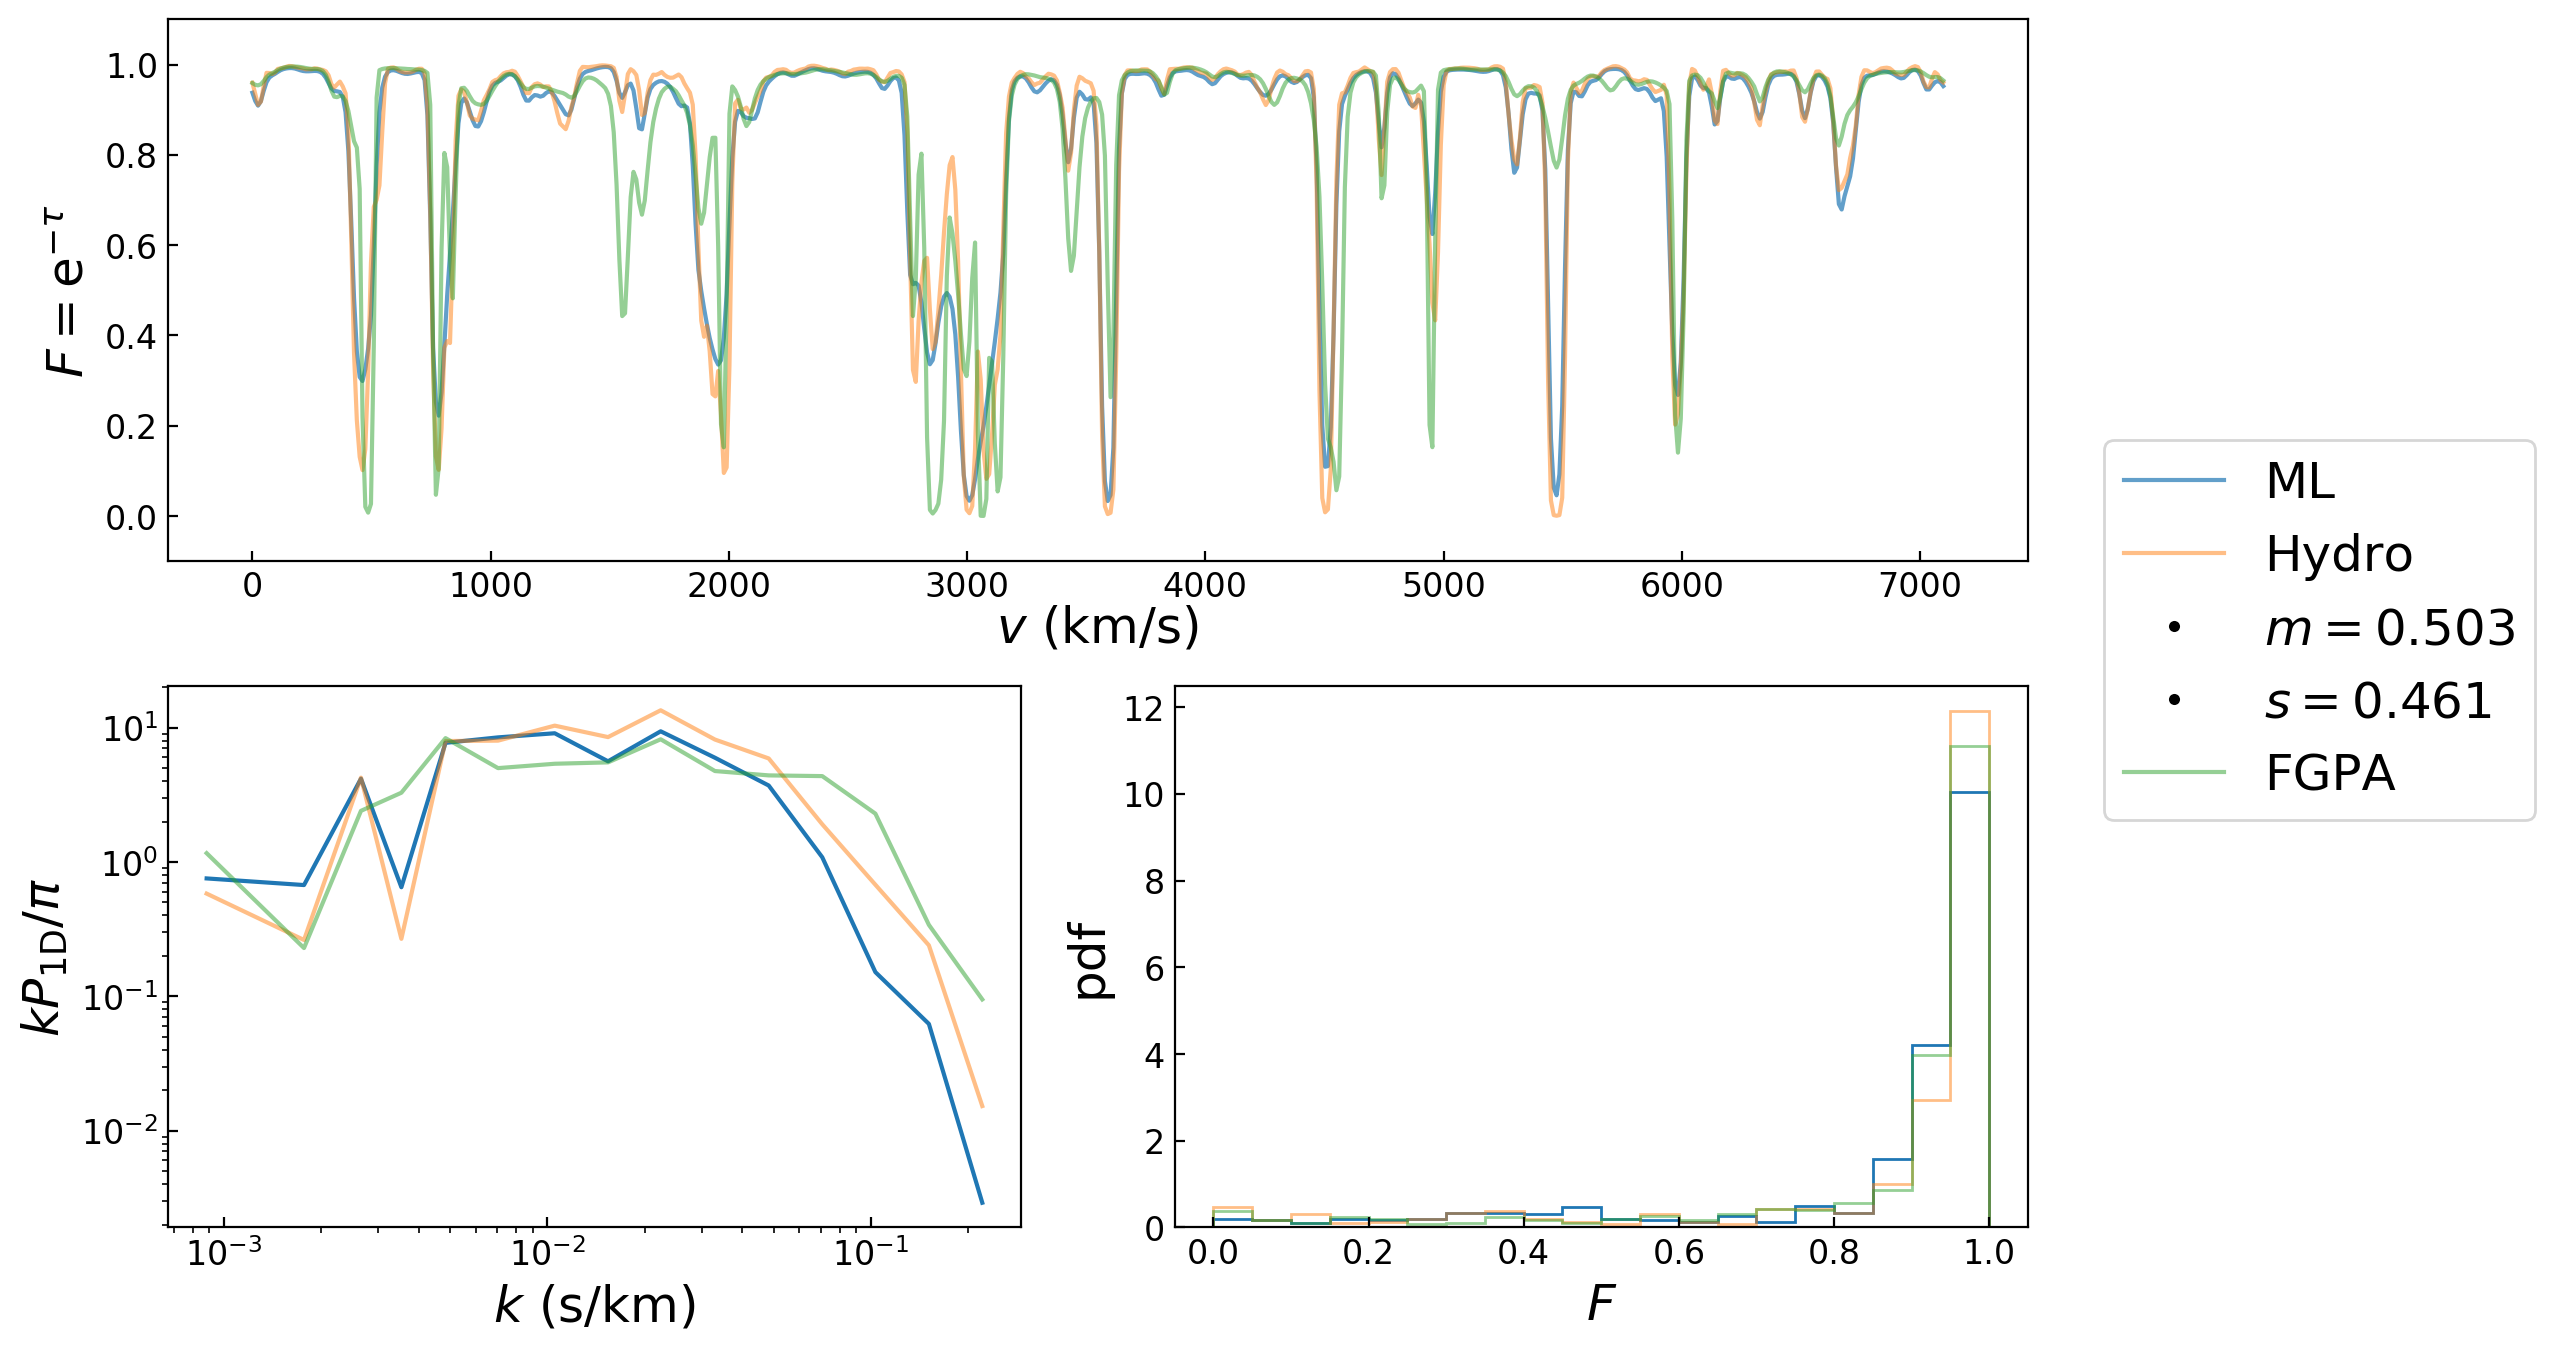 1.0
0.8
0.6
0.4
0.2
0.0
F = e^{−τ}
0 1000 2000 3000 4000 5000 6000 7000
v (km/s)
ML
Hydro
m = 0.503
s = 0.461
FGPA
10^1
10^0
10^{−1}
10^{−2}
kP_{1D}/π
10^{−3} 10^{−2} 10^{−1}
k (s/km)
12
10
8
6
4
2
0
pdf
0.0 0.2 0.4 0.6 0.8 1.0
F